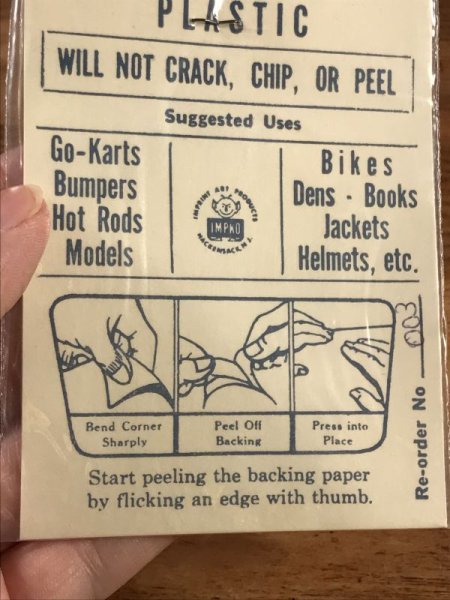 PLASTIC
WILL NOT CRACK, CHIP, OR PEEL
Suggested Uses
Go-Karts
Bumpers
Hot Rods
Models
IMPRINT ART PRODUCTS
IMPKO
HACKENSACK, N.J.
Bikes
Dens - Books
Jackets
Helmets, etc.
Bend Corner
Sharply
Peel Off
Backing
Press into
Place
Re-order No 003
Start peeling the backing paper
by flicking an edge with thumb.